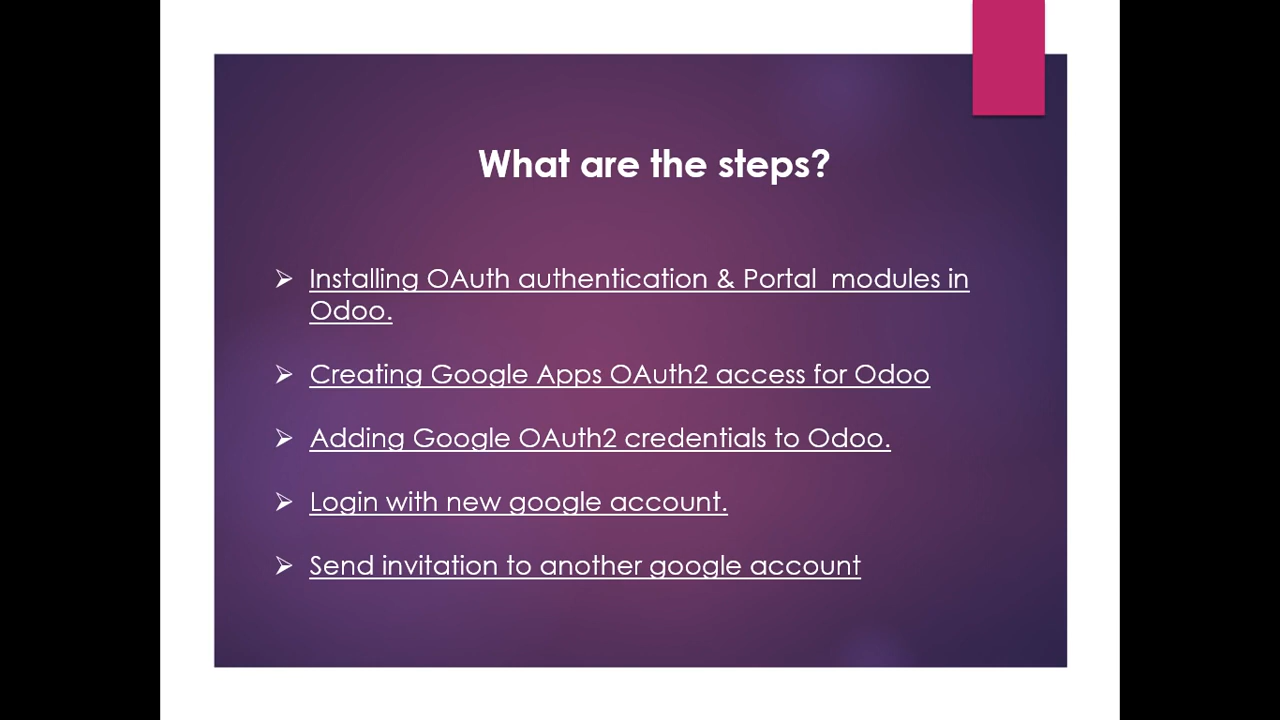 What are the steps?
Installing OAuth authentication & Portal  modules in
Odoo.
Creating Google Apps OAuth2 access for Odoo
Adding Google OAuth2 credentials to Odoo.
Login with new google account.
Send invitation to another google account